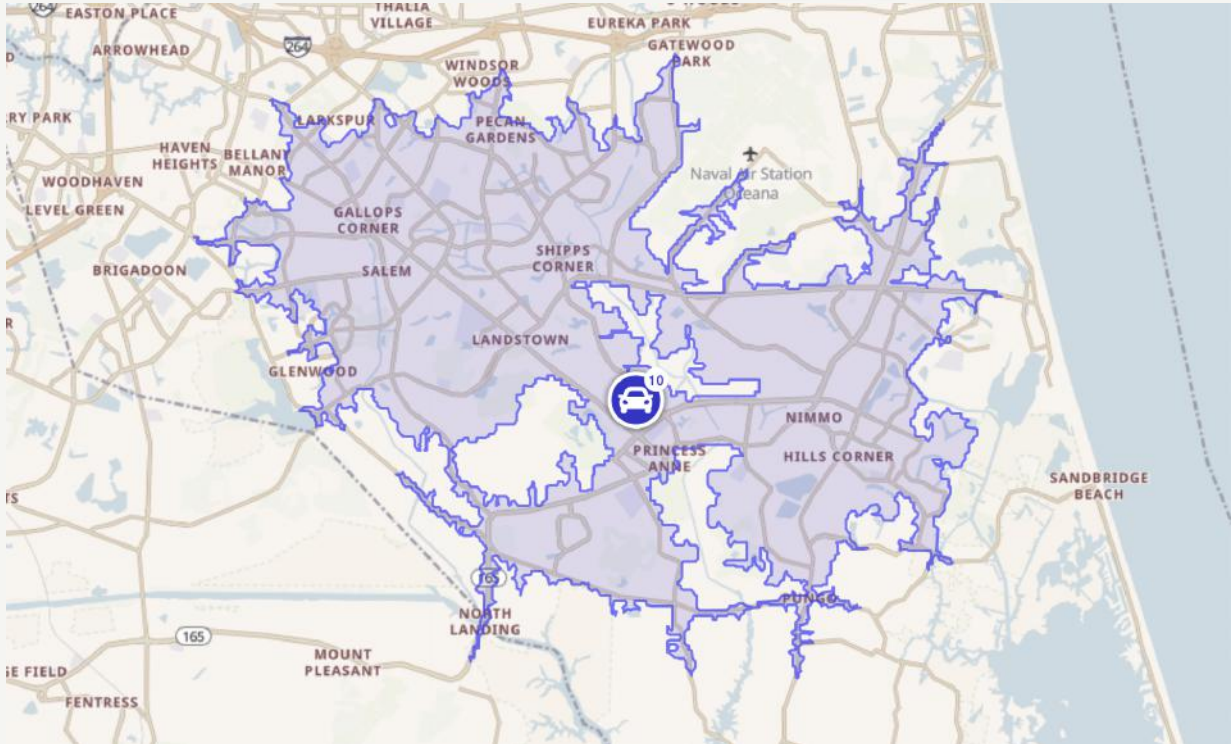 264
THALIA
VILLAGE
EASTON PLACE
EUREKA PARK
ARROWHEAD
264
GATEWOOD
PARK
WINDSOR
WOODS
RY PARK
LARKSPUR
PECAN
GARDENS
HAVEN
HEIGHTS
BELLAMY
MANOR
WOODHAVEN
Naval Air Station
Oceana
LEVEL GREEN
GALLOPS
CORNER
SHIPPS
CORNER
BRIGADOON
SALEM
R
LANDSTOWN
GLENWOOD
10
NIMMO
PRINCESS
ANNE
HILLS CORNER
SANDBRIDGE
BEACH
TS
165
PUNGO
NORTH
LANDING
165
MOUNT
PLEASANT
GE FIELD
FENTRESS